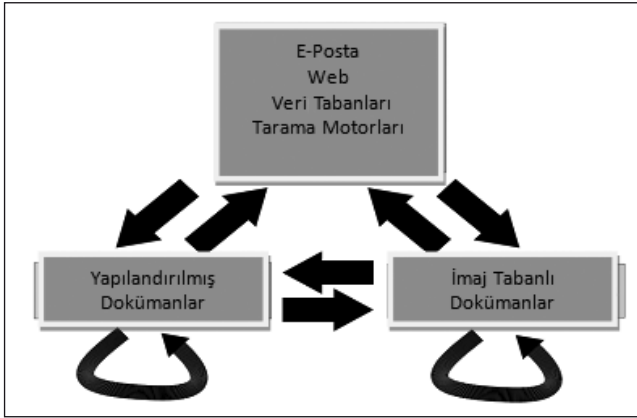 E-Posta
Web
Veri Tabanları
Tarama Motorları
Yapılandırılmış
Dokümanlar
İmaj Tabanlı
Dokümanlar